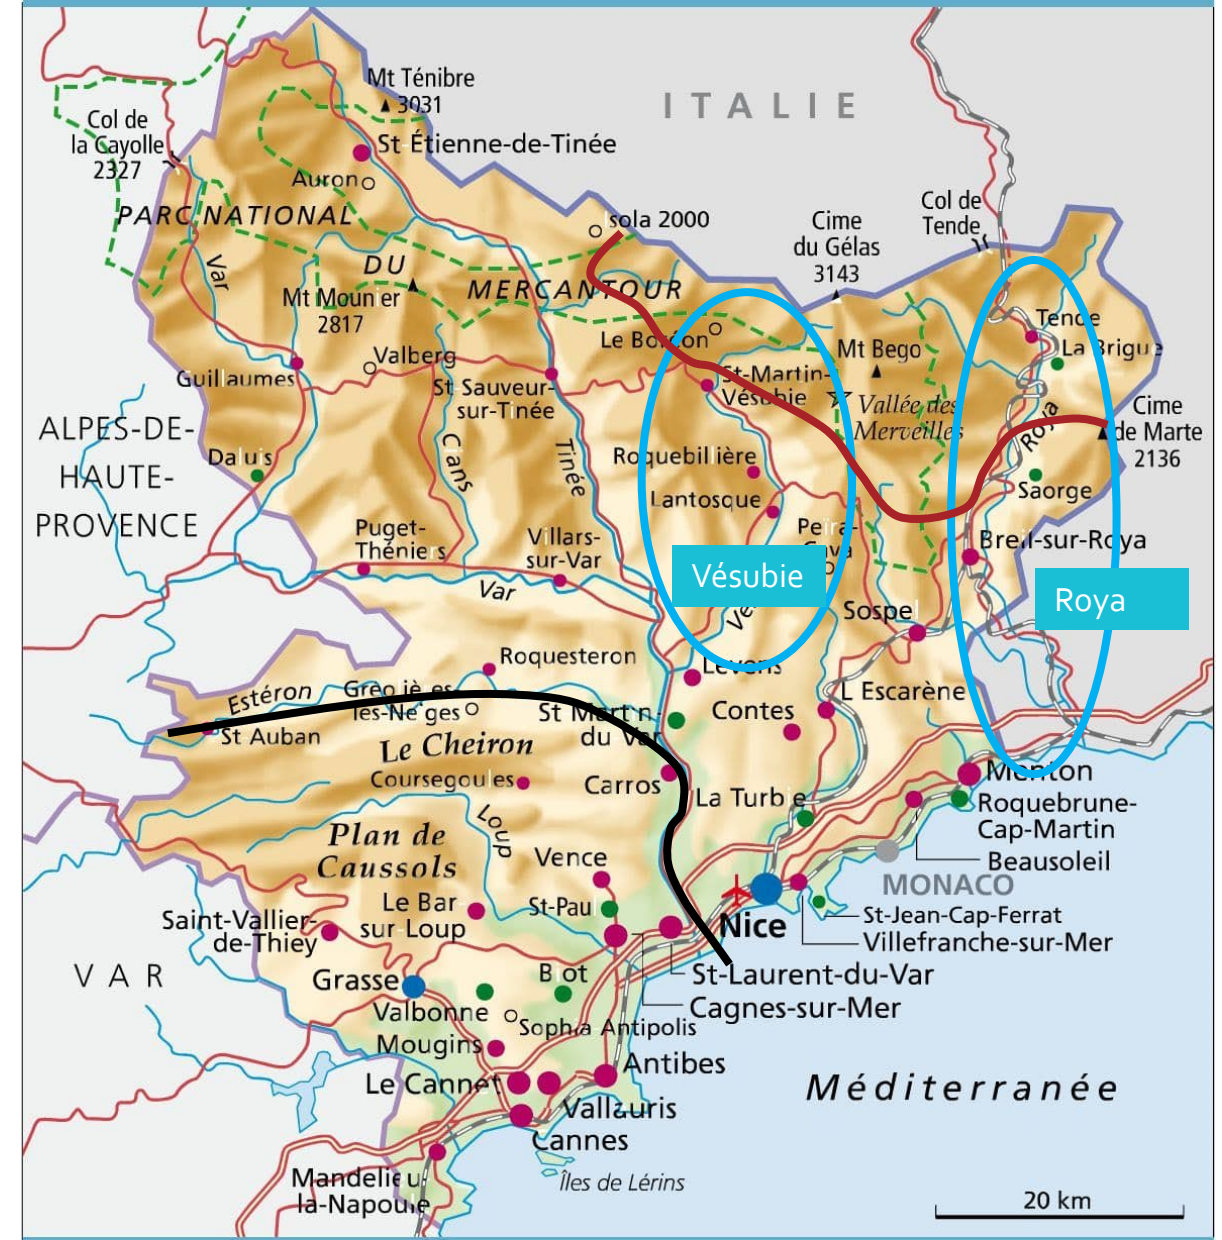 Mt Ténibre
3031
ITALIE
Col de
la Cayolle
2327
St-Étienne-de-Tinée
Auron
PARC NATIONAL
DU
MERCANTOUR
Isola 2000
Cime
du Gélas
3143
Col de
Tende
Var
Mt Mounier
2817
Le Boréon
Mt Bego
Tende
La Brigue
Valberg
Guillaumes
St-Sauveur-
sur-Tinée
St-Martin-
Vésubie
Vallée des
Merveilles
Cime
de Marte
2136
Roya
ALPES-DE-
HAUTE-
PROVENCE
Daluis
Cians
Tinée
Roquebillière
Lantosque
Saorge
Puget-
Théniers
Villars-
sur-Var
Peïra-
Cava
Breil-sur-Roya
Var
Vésubie
Roya
Sospel
Roquesteron
Levens
Estéron
Gréolières-
les-Neiges
St-Auban
St-Martin-
du-Var
Contes
L'Escarène
Le Cheiron
Coursegoules
Carros
La Turbie
Menton
Roquebrune-
Cap-Martin
Beausoleil
Plan de
Caussols
Loup
Vence
MONACO
Le Bar-
sur-Loup
St-Paul
Nice
St-Jean-Cap-Ferrat
Villefranche-sur-Mer
Saint-Vallier-
de-Thiey
VAR
Grasse
Biot
St-Laurent-du-Var
Cagnes-sur-Mer
Valbonne
Sophia-Antipolis
Mougins
Antibes
Le Cannet
Vallauris
Méditerranée
Cannes
Mandelieu-
la-Napoule
Îles de Lérins
20 km